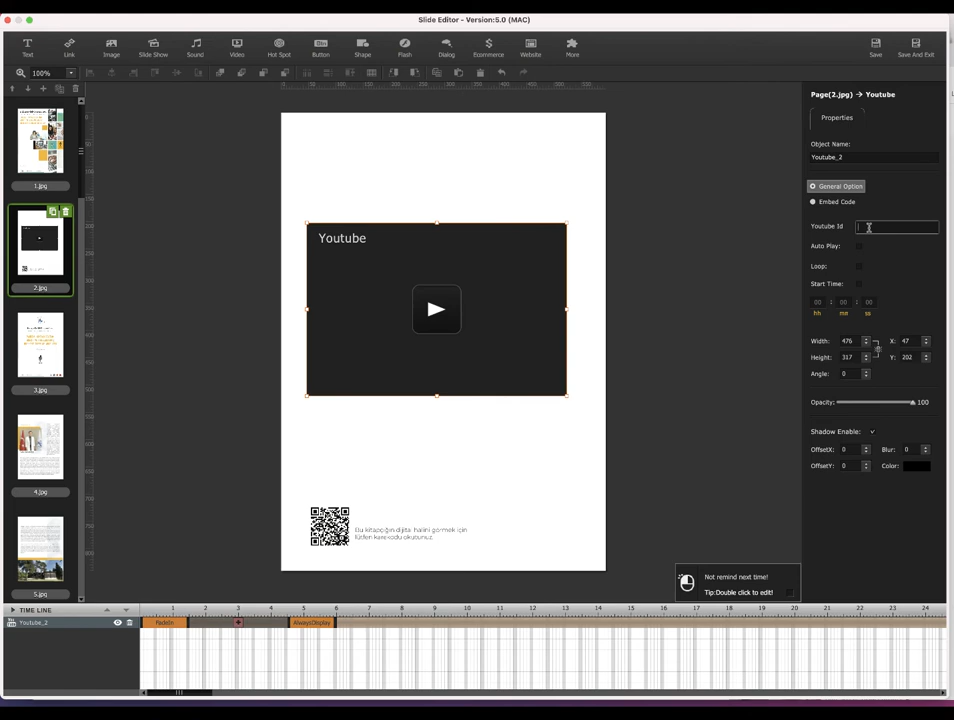 Slide Editor - Version:5.0 (MAC)
Text Link Image Slide Show Sound Video Hot Spot Button Shape Flash Dialog Ecommerce Website More Save Save And Exit
100%
1.jpg
2.jpg
3.jpg
4.jpg
5.jpg
Youtube
Bu kitapçığın dijital halini görmek için
lütfen karekodu okutunuz.
Page(2.jpg) → Youtube
Properties
Object Name:
Youtube_2
General Option
Embed Code
Youtube Id
Auto Play:
Loop:
Start Time:
00 : 00 : 00
hh mm ss
Width: 476 X: 47
Height: 317 Y: 202
Angle: 0
Opacity: 100
Shadow Enable:
OffsetX: 0 Blur: 0
OffsetY: 0 Color:
Not remind next time!
Tip:Double click to edit!
TIME LINE 1 2 3 4 5 6 7 8 9 10 11 12 13 14 15 16 17 18 19 20 21 22 23 24
Youtube_2 FadeIn AlwaysDisplay